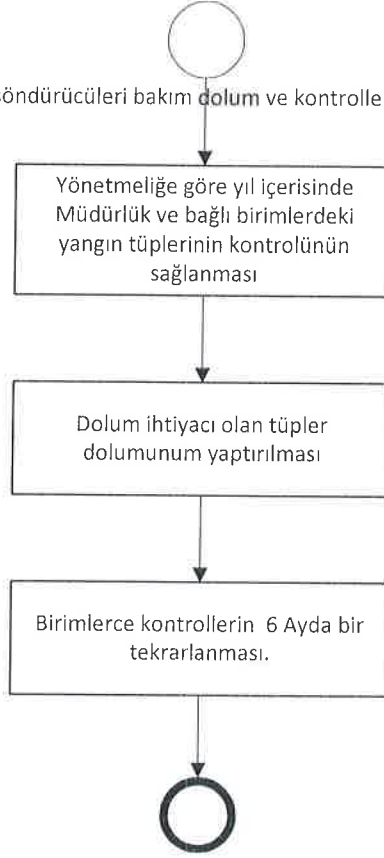 söndürücüleri bakım dolum ve kontrolle
Yönetmeliğe göre yıl içerisinde
Müdürlük ve bağlı birimlerdeki
yangın tüplerinin kontrolünün
sağlanması
Dolum ihtiyacı olan tüpler
dolumunum yaptırılması
Birimlerce kontrollerin 6 Ayda bir
tekrarlanması.